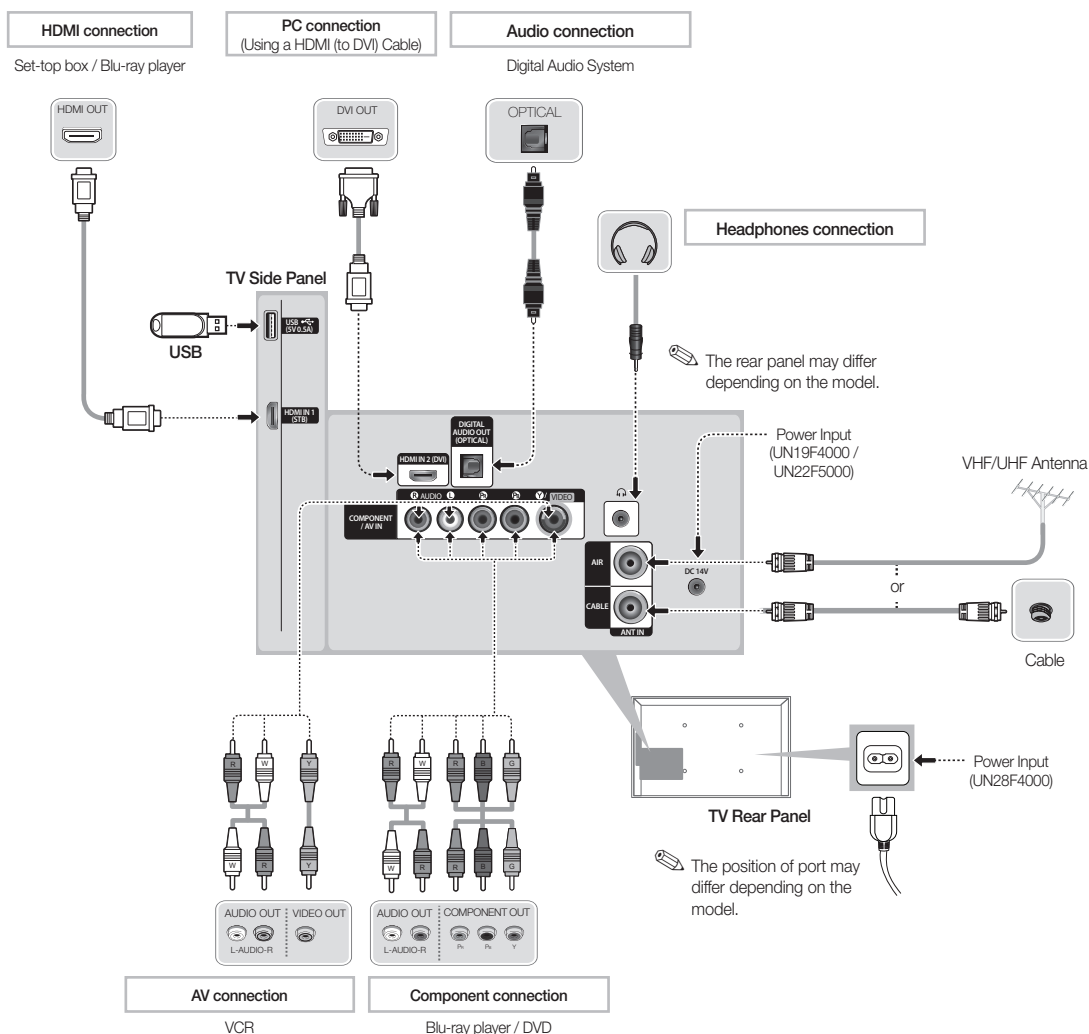 HDMI connection
Set-top box / Blu-ray player
PC connection
(Using a HDMI (to DVI) Cable)
Audio connection
Digital Audio System
HDMI OUT
DVI OUT
OPTICAL
Headphones connection
TV Side Panel
USB
(5V 0.5A)
USB
HDMI IN 1
(STB)
The rear panel may differ
depending on the model.
DIGITAL
AUDIO OUT
(OPTICAL)
HDMI IN 2 (DVI)
R AUDIO L PR PB Y / VIDEO
COMPONENT
/ AV IN
Power Input
(UN19F4000 /
UN22F5000)
VHF/UHF Antenna
AIR
DC 14V
CABLE
ANT IN
or
Cable
R W Y
R W R B G
W R Y
W R R B G
TV Rear Panel
Power Input
(UN28F4000)
The position of port may
differ depending on the
model.
AUDIO OUT VIDEO OUT
L-AUDIO-R
AUDIO OUT COMPONENT OUT
L-AUDIO-R PR PB Y
AV connection
VCR
Component connection
Blu-ray player / DVD